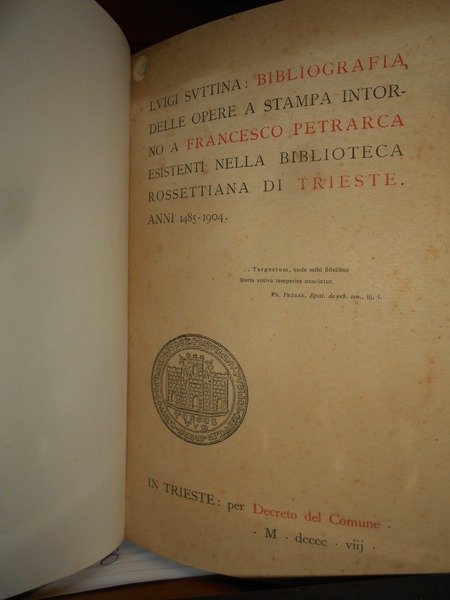 LVIGI SVTTINA: BIBLIOGRAFIA
DELLE OPERE A STAMPA INTOR-
NO A FRANCESCO PETRARCA
ESISTENTI NELLA BIBLIOTECA
ROSSETTIANA DI TRIESTE.
ANNI 1485-1904.
. . Tergestum, unde mihi fidelibus
literis votiva temperies nunciatur.
FR. PETRAR. Epist. de reb. sen., iij, i.
IN TRIESTE: per Decreto del Comune ·
· M · dcccc · viij ·